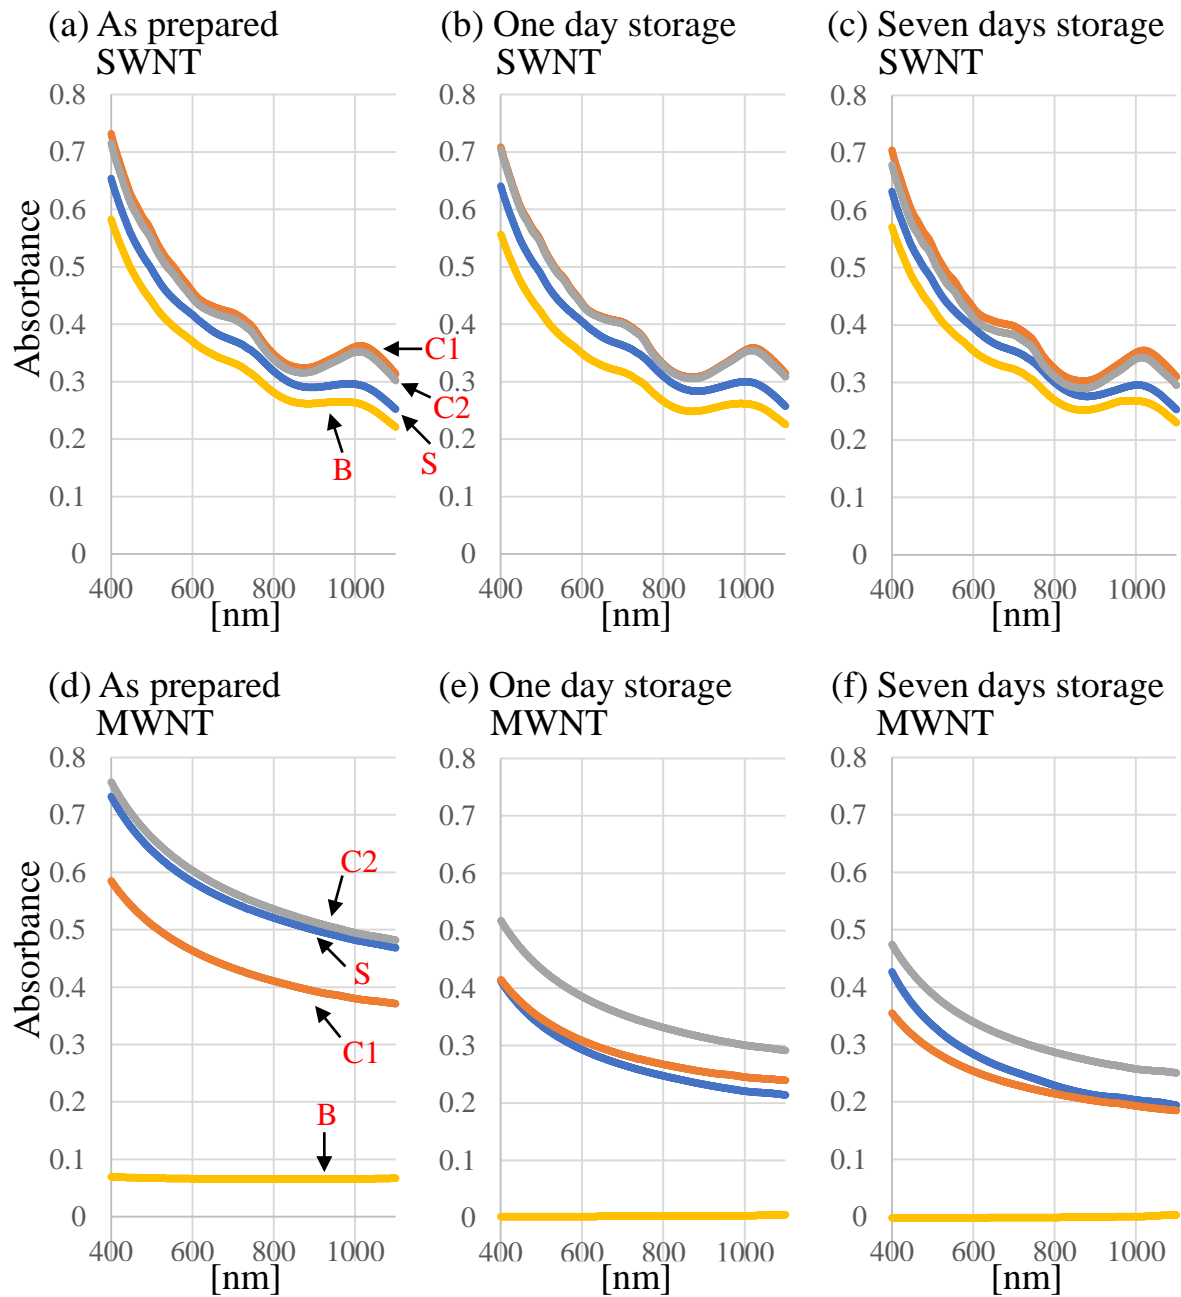 (a) As prepared
SWNT
(b) One day storage
SWNT
(c) Seven days storage
SWNT
Absorbance
0.8
0.7
0.6
0.5
0.4
0.3
0.2
0.1
0
400
600
800
1000
[nm]
C1
C2
S
B
0.8
0.7
0.6
0.5
0.4
0.3
0.2
0.1
0
400
600
800
1000
[nm]
0.8
0.7
0.6
0.5
0.4
0.3
0.2
0.1
0
400
600
800
1000
[nm]
(d) As prepared
MWNT
(e) One day storage
MWNT
(f) Seven days storage
MWNT
Absorbance
0.8
0.7
0.6
0.5
0.4
0.3
0.2
0.1
0
400
600
800
1000
[nm]
C2
S
C1
B
0.8
0.7
0.6
0.5
0.4
0.3
0.2
0.1
0
400
600
800
1000
[nm]
0.8
0.7
0.6
0.5
0.4
0.3
0.2
0.1
0
400
600
800
1000
[nm]